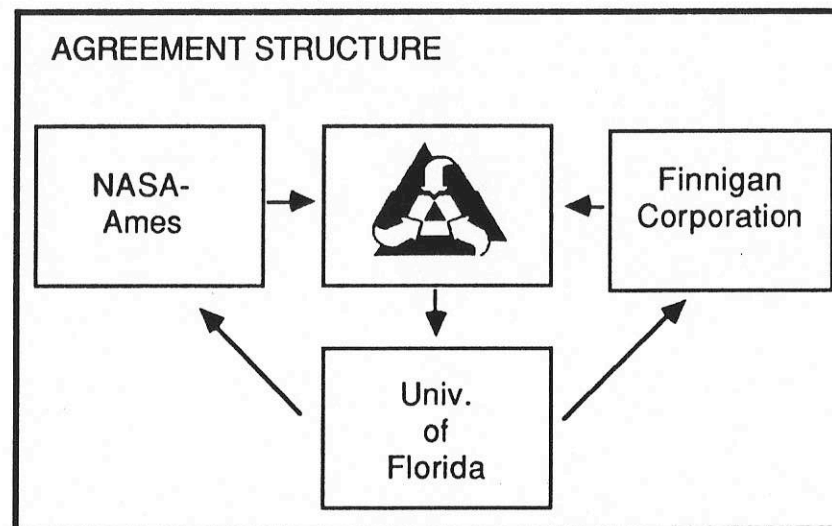 AGREEMENT STRUCTURE
NASA-
Ames
Finnigan
Corporation
Univ.
of
Florida